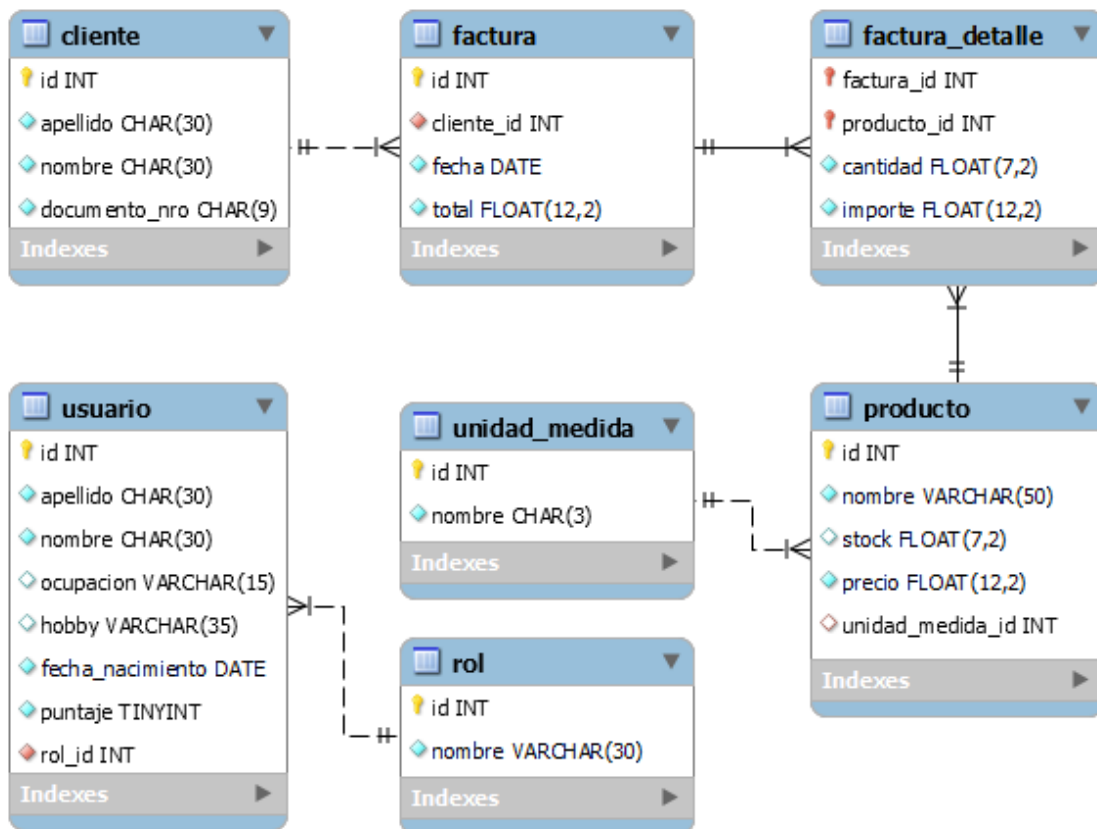 cliente
id INT
apellido CHAR(30)
nombre CHAR(30)
documento_nro CHAR(9)
Indexes
factura
id INT
cliente_id INT
fecha DATE
total FLOAT(12,2)
Indexes
factura_detalle
factura_id INT
producto_id INT
cantidad FLOAT(7,2)
importe FLOAT(12,2)
Indexes
usuario
id INT
apellido CHAR(30)
nombre CHAR(30)
ocupacion VARCHAR(15)
hobby VARCHAR(35)
fecha_nacimiento DATE
puntaje TINYINT
rol_id INT
Indexes
unidad_medida
id INT
nombre CHAR(3)
Indexes
rol
id INT
nombre VARCHAR(30)
Indexes
producto
id INT
nombre VARCHAR(50)
stock FLOAT(7,2)
precio FLOAT(12,2)
unidad_medida_id INT
Indexes